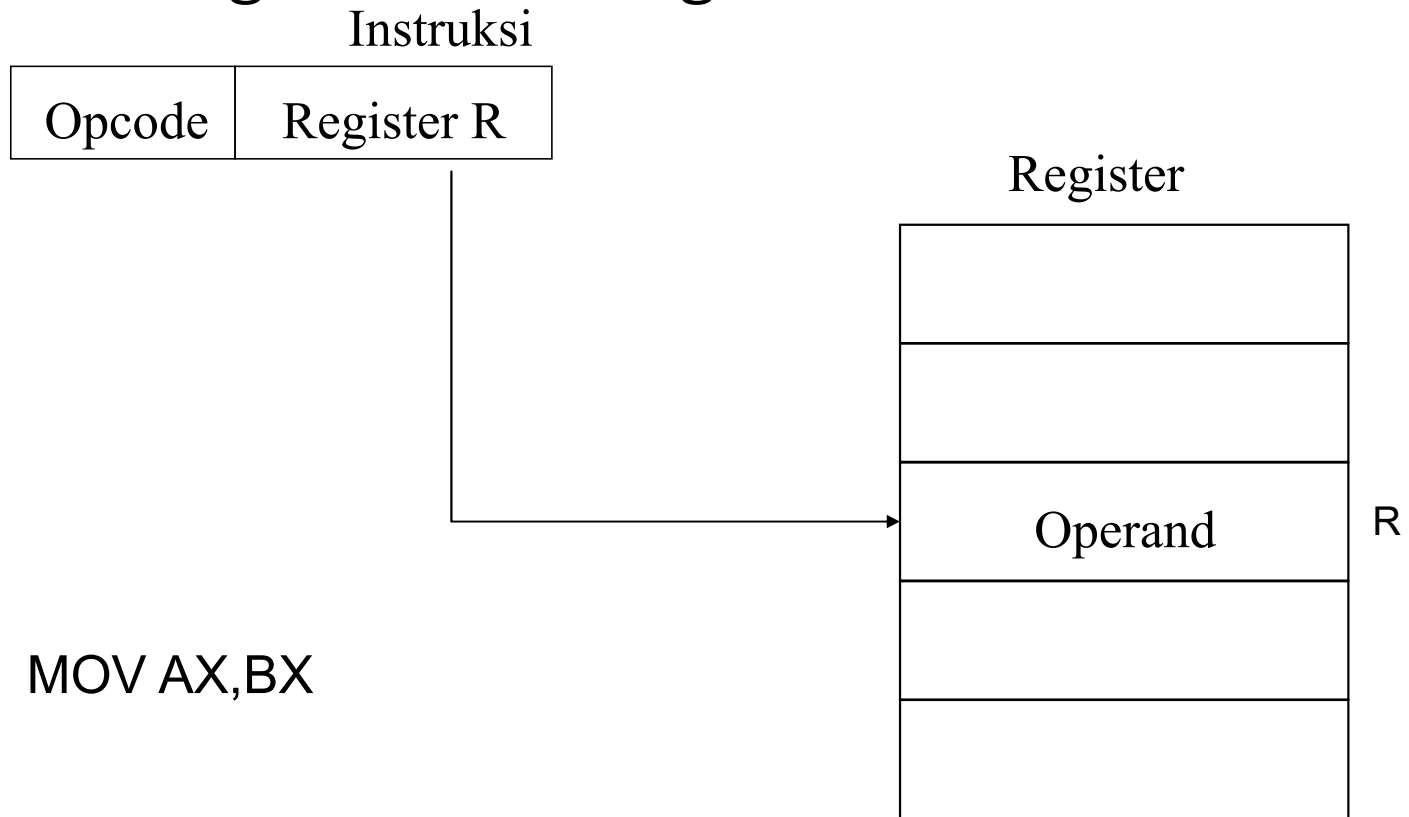 Instruksi
Opcode
Register R
Register
Operand
R
MOV AX,BX